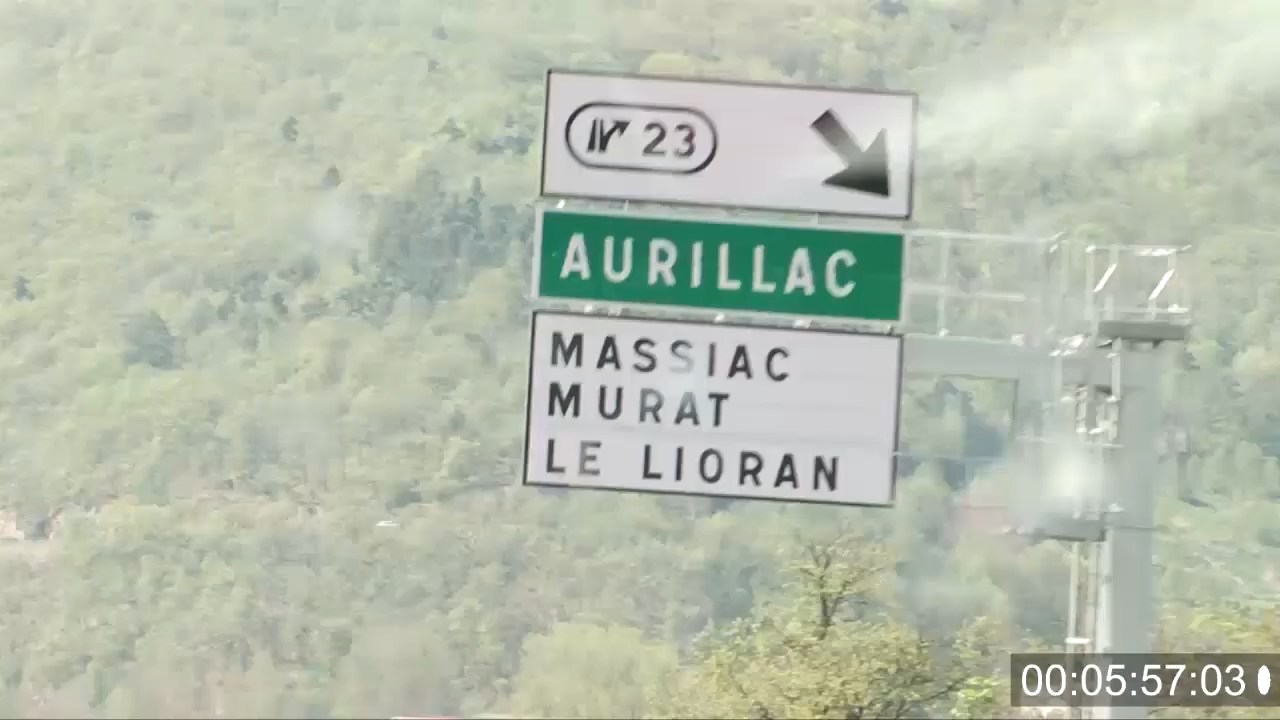 23
AURILLAC
MASSIAC
MURAT
LE LIORAN
00:05:57:03